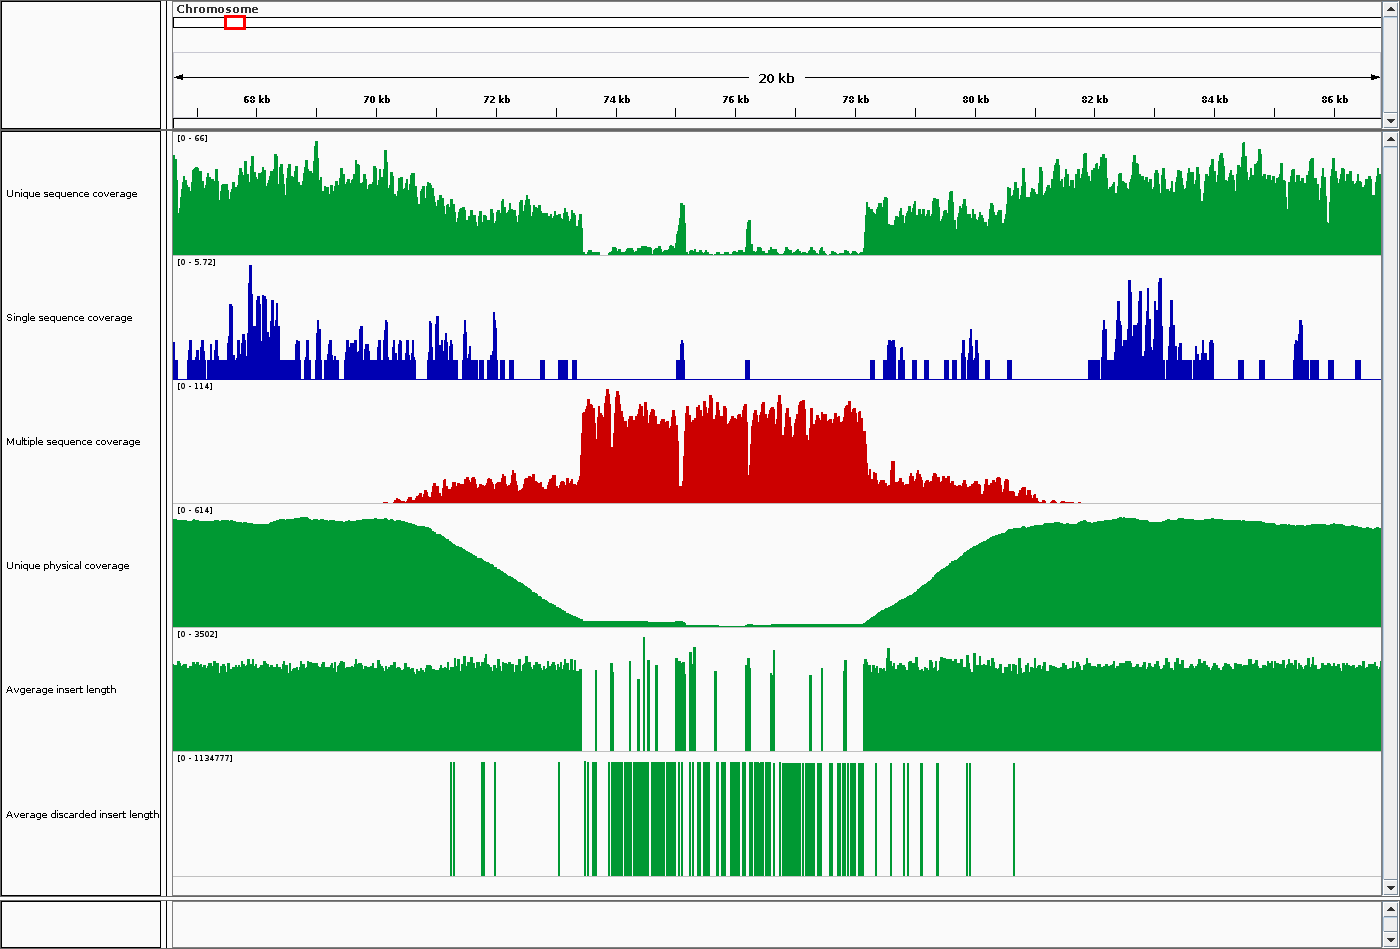 Chromosome
20 kb
68 kb 70 kb 72 kb 74 kb 76 kb 78 kb 80 kb 82 kb 84 kb 86 kb
[0 - 66]
Unique sequence coverage
[0 - 5.72]
Single sequence coverage
[0 - 114]
Multiple sequence coverage
[0 - 614]
Unique physical coverage
[0 - 3502]
Avgerage insert length
[0 - 1134777]
Average discarded insert length